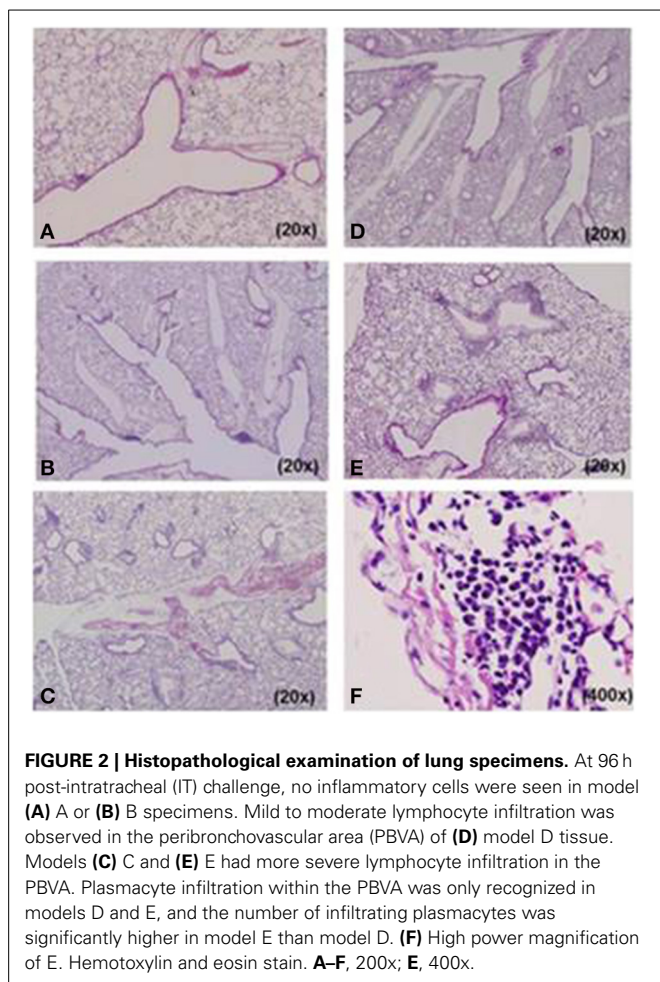 A
(20x)
D
(20x)
B
(20x)
E
(20x)
C
(20x)
F
(400x)
FIGURE 2 | Histopathological examination of lung specimens. At 96 h
post-intratracheal (IT) challenge, no inflammatory cells were seen in model
(A) A or (B) B specimens. Mild to moderate lymphocyte infiltration was
observed in the peribronchovascular area (PBVA) of (D) model D tissue.
Models (C) C and (E) E had more severe lymphocyte infiltration in the
PBVA. Plasmacyte infiltration within the PBVA was only recognized in
models D and E, and the number of infiltrating plasmacytes was
significantly higher in model E than model D. (F) High power magnification
of E. Hemotoxylin and eosin stain. A–F, 200x; E, 400x.